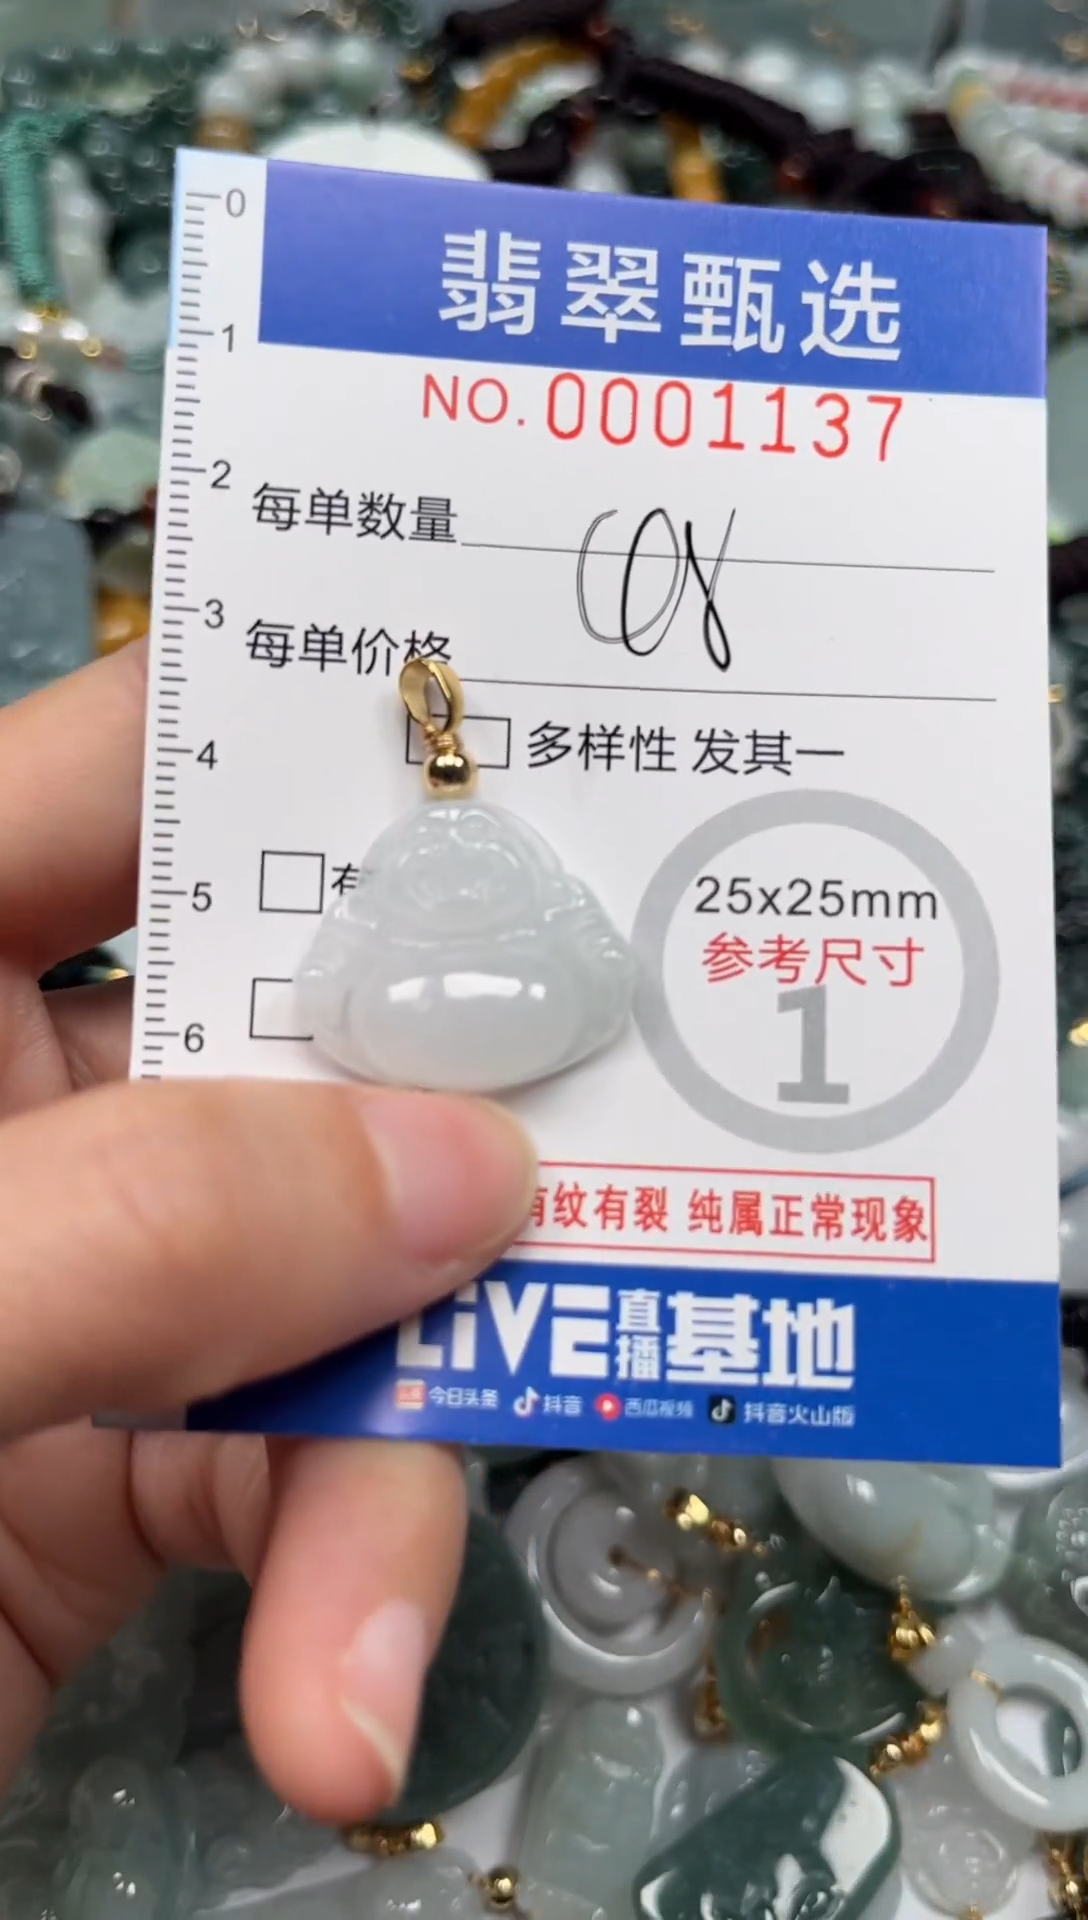 0
翡翠甄选
1
NO.0001137
2
每单数量
3
每单价格
4
多样性 发其一
5
有
25x25mm
参考尺寸
1
6
有纹有裂 纯属正常现象
LiVE直播基地
今日头条 抖音 西瓜视频 抖音火山版